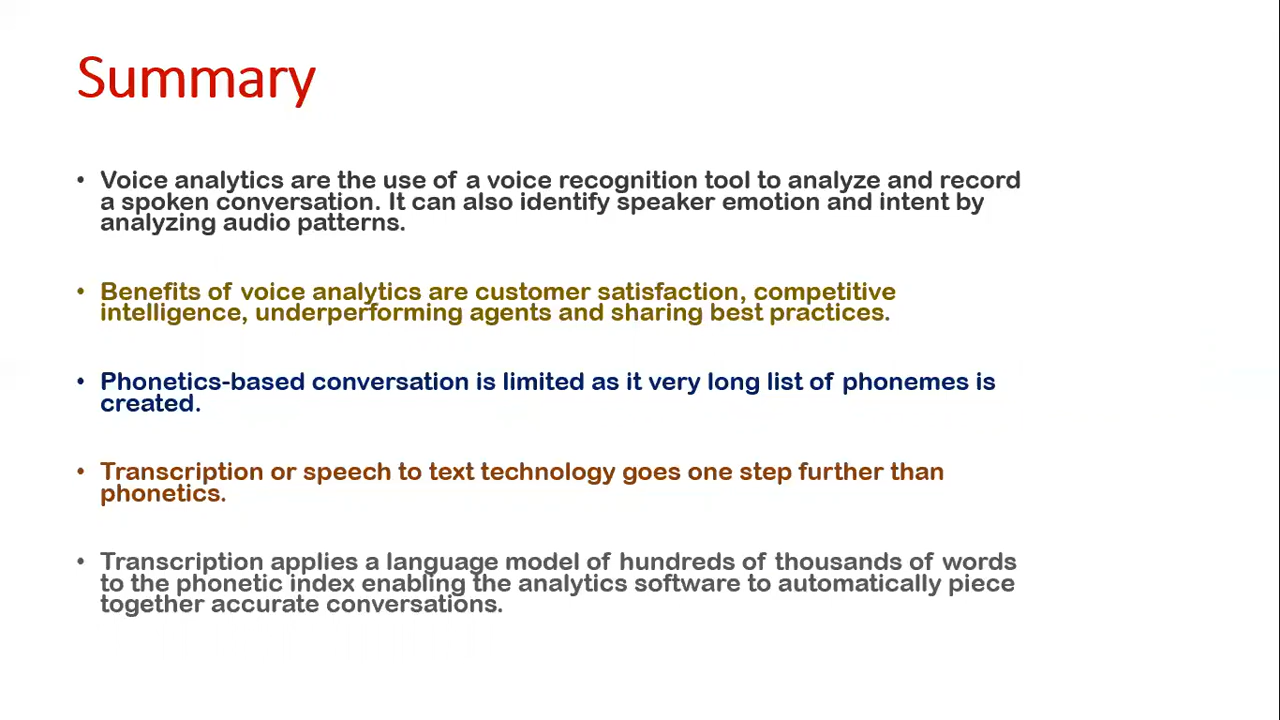 Summary
• Voice analytics are the use of a voice recognition tool to analyze and record
a spoken conversation. It can also identify speaker emotion and intent by
analyzing audio patterns.
• Benefits of voice analytics are customer satisfaction, competitive
intelligence, underperforming agents and sharing best practices.
• Phonetics-based conversation is limited as it very long list of phonemes is
created.
• Transcription or speech to text technology goes one step further than
phonetics.
• Transcription applies a language model of hundreds of thousands of words
to the phonetic index enabling the analytics software to automatically piece
together accurate conversations.